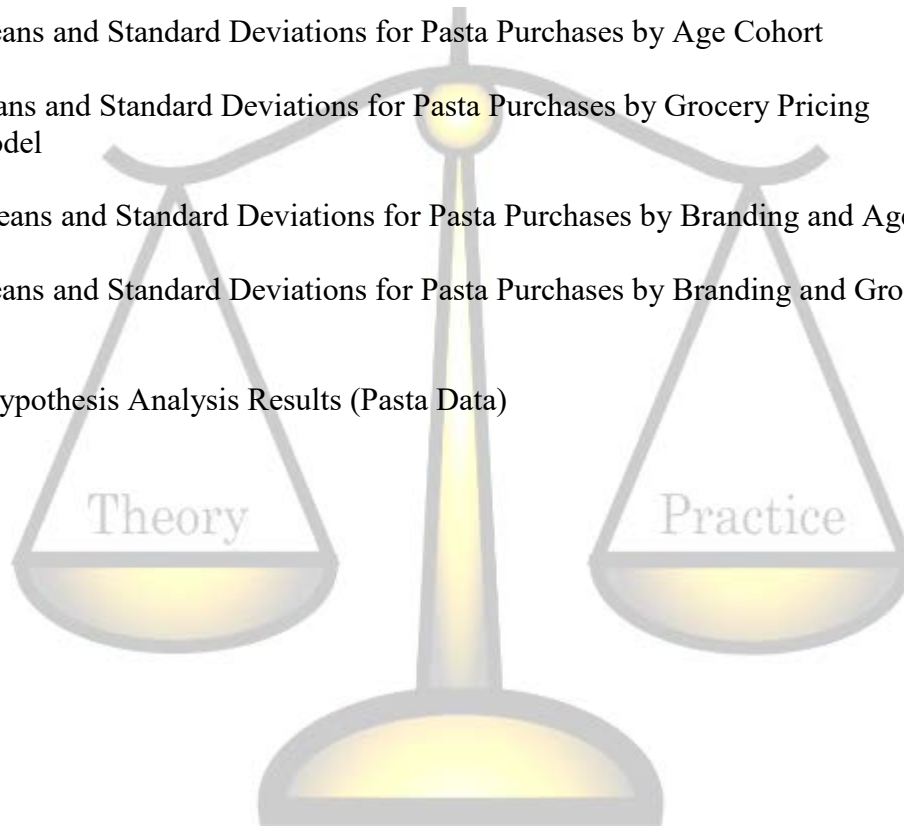 eans and Standard Deviations for Pasta Purchases by Age Cohort
ans and Standard Deviations for Pasta Purchases by Grocery Pricing
odel
eans and Standard Deviations for Pasta Purchases by Branding and Age
eans and Standard Deviations for Pasta Purchases by Branding and Gro
ypothesis Analysis Results (Pasta Data)
Theory Practice